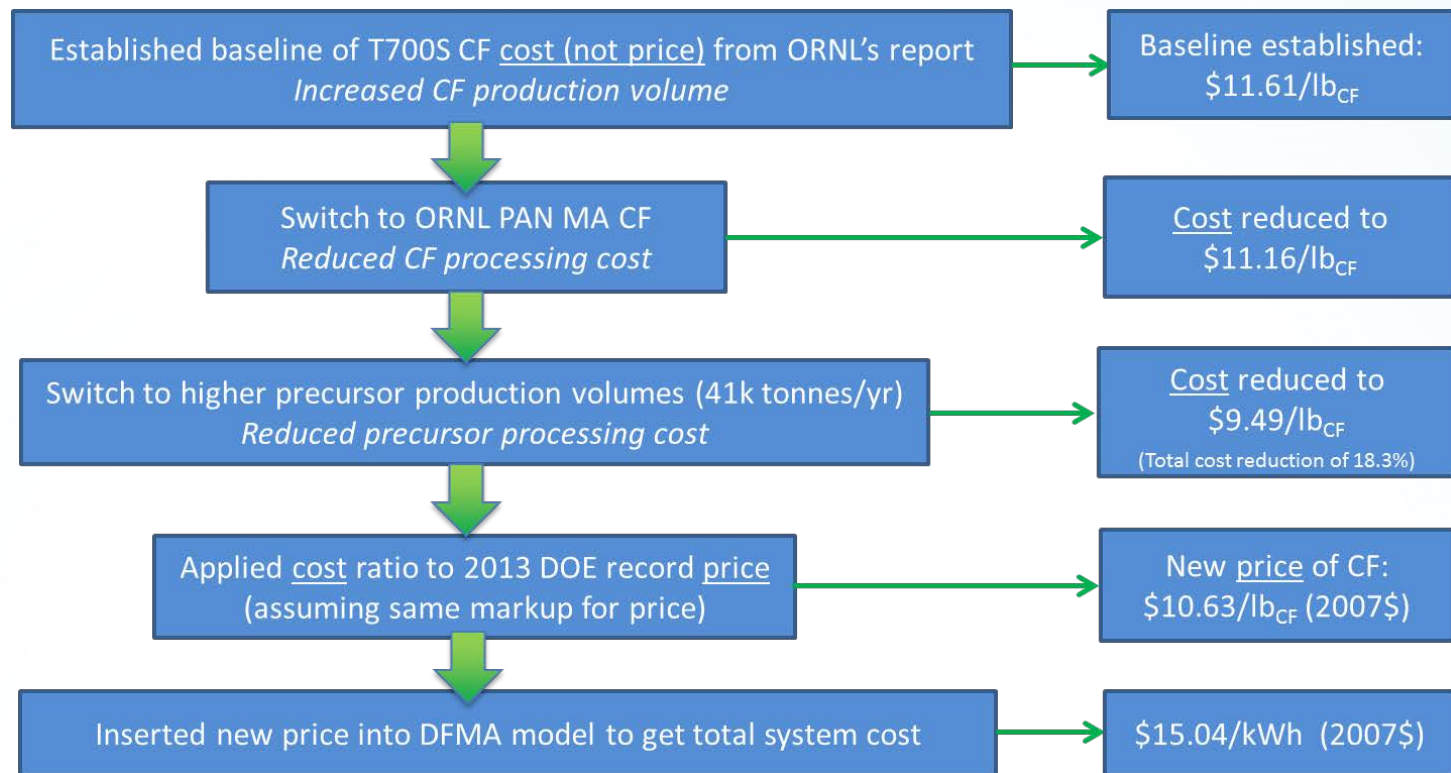 Established baseline of T700S CF cost (not price) from ORNL's report
Increased CF production volume
Baseline established:
$11.61/lbCF
Switch to ORNL PAN MA CF
Reduced CF processing cost
Cost reduced to
$11.16/lbCF
Switch to higher precursor production volumes (41k tonnes/yr)
Reduced precursor processing cost
Cost reduced to
$9.49/lbCF
(Total cost reduction of 18.3%)
Applied cost ratio to 2013 DOE record price
(assuming same markup for price)
New price of CF:
$10.63/lbCF (2007$)
Inserted new price into DFMA model to get total system cost
$15.04/kWh (2007$)